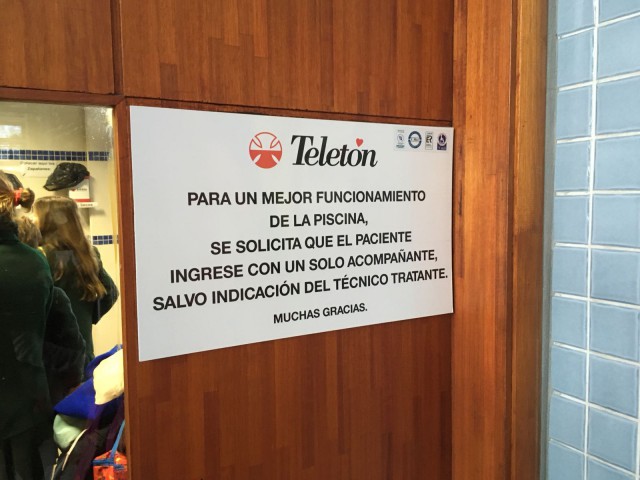 Teletón
PARA UN MEJOR FUNCIONAMIENTO
DE LA PISCINA,
SE SOLICITA QUE EL PACIENTE
INGRESE CON UN SOLO ACOMPAÑANTE,
SALVO INDICACIÓN DEL TÉCNICO TRATANTE.
MUCHAS GRACIAS.